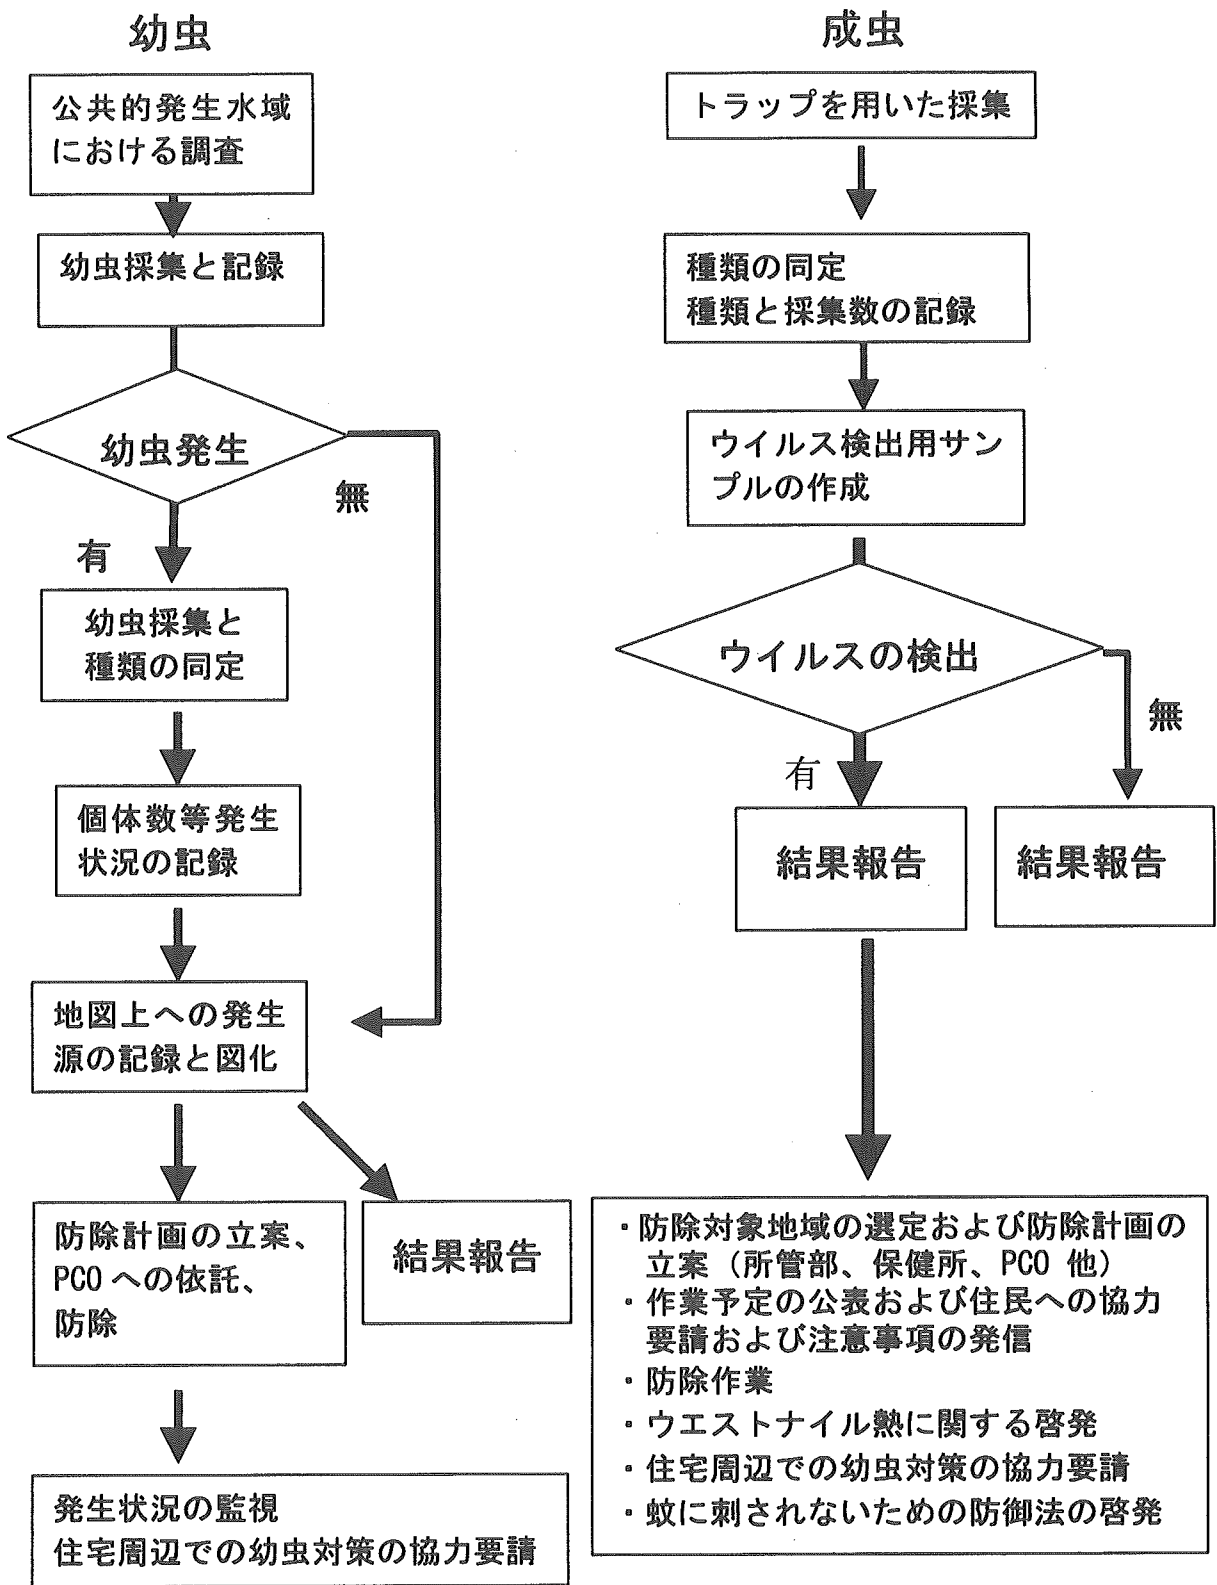 幼虫
公共的発生水域
における調査
幼虫採集と記録
幼虫発生
無
有
幼虫採集と
種類の同定
個体数等発生
状況の記録
地図上への発生
源の記録と図化
防除計画の立案、
PCO への依託、
防除
結果報告
発生状況の監視
住宅周辺での幼虫対策の協力要請
成虫
トラップを用いた採集
種類の同定
種類と採集数の記録
ウイルス検出用サン
プルの作成
ウイルスの検出
無
有
結果報告
結果報告
・防除対象地域の選定および防除計画の
立案（所管部、保健所、PCO 他）
・作業予定の公表および住民への協力
要請および注意事項の発信
・防除作業
・ウエストナイル熱に関する啓発
・住宅周辺での幼虫対策の協力要請
・蚊に刺されないための防御法の啓発